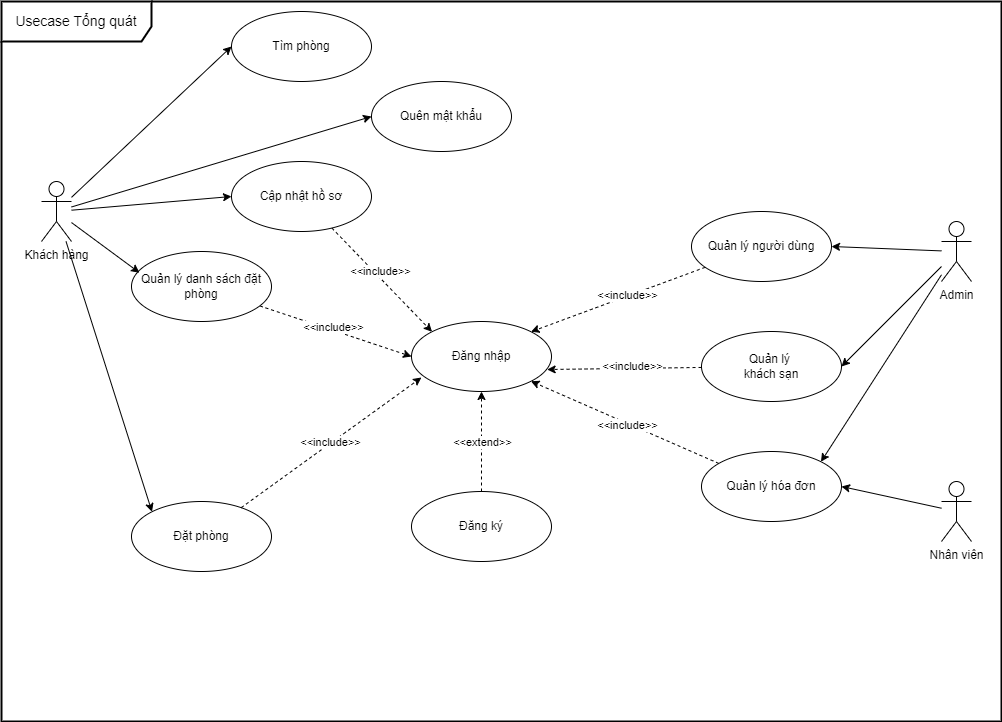 Usecase Tổng quát
Tìm phòng
Quên mật khẩu
Cập nhật hồ sơ
Khách hàng
Quản lý danh sách đặt
phòng
Quản lý người dùng
Admin
<<include>>
<<include>>
<<include>>
Đăng nhập
Quản lý
khách sạn
<<include>>
<<include>>
<<include>>
<<extend>>
Quản lý hóa đơn
Đặt phòng
Đăng ký
Nhân viên